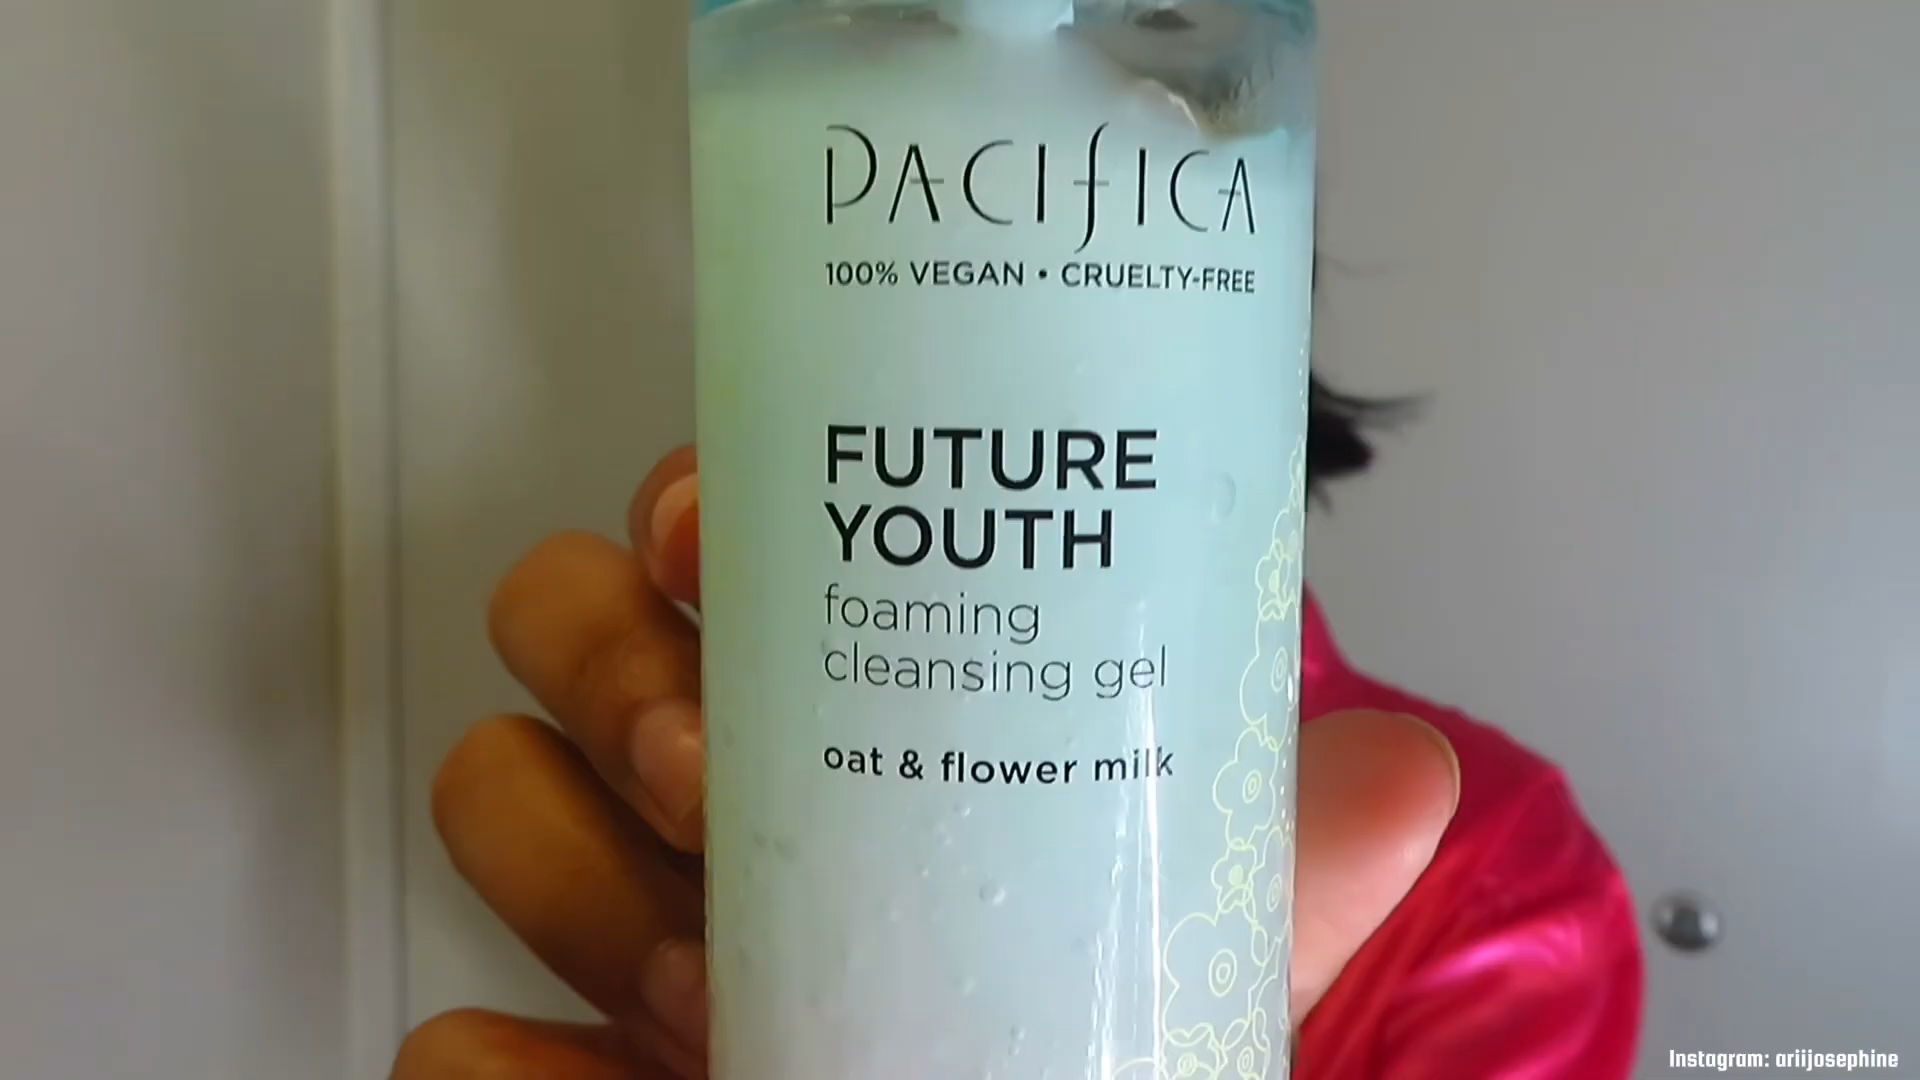 PACIFICA
100% VEGAN • CRUELTY-FREE
FUTURE
YOUTH
foaming
cleansing gel
oat & flower milk
Instagram: ariijosephine